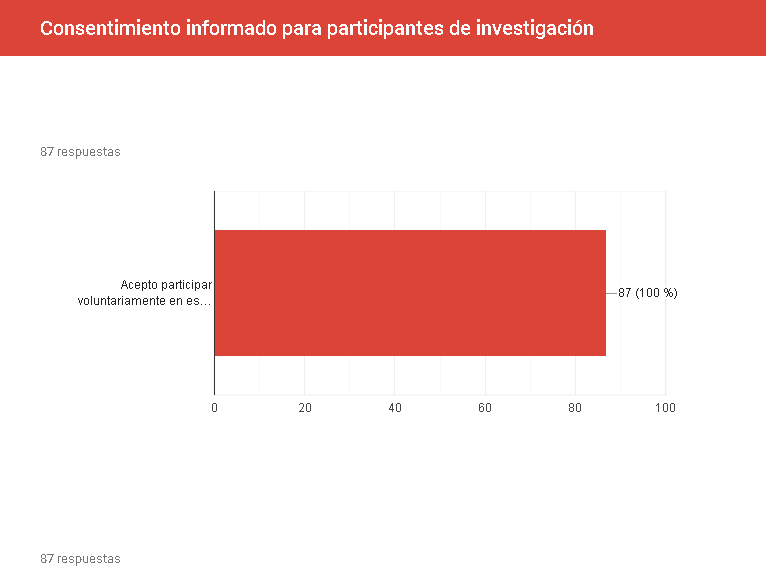 Consentimiento informado para participantes de investigación
87 respuestas
Acepto participar
voluntariamente en es…
87 (100 %)
0 20 40 60 80 100
87 respuestas